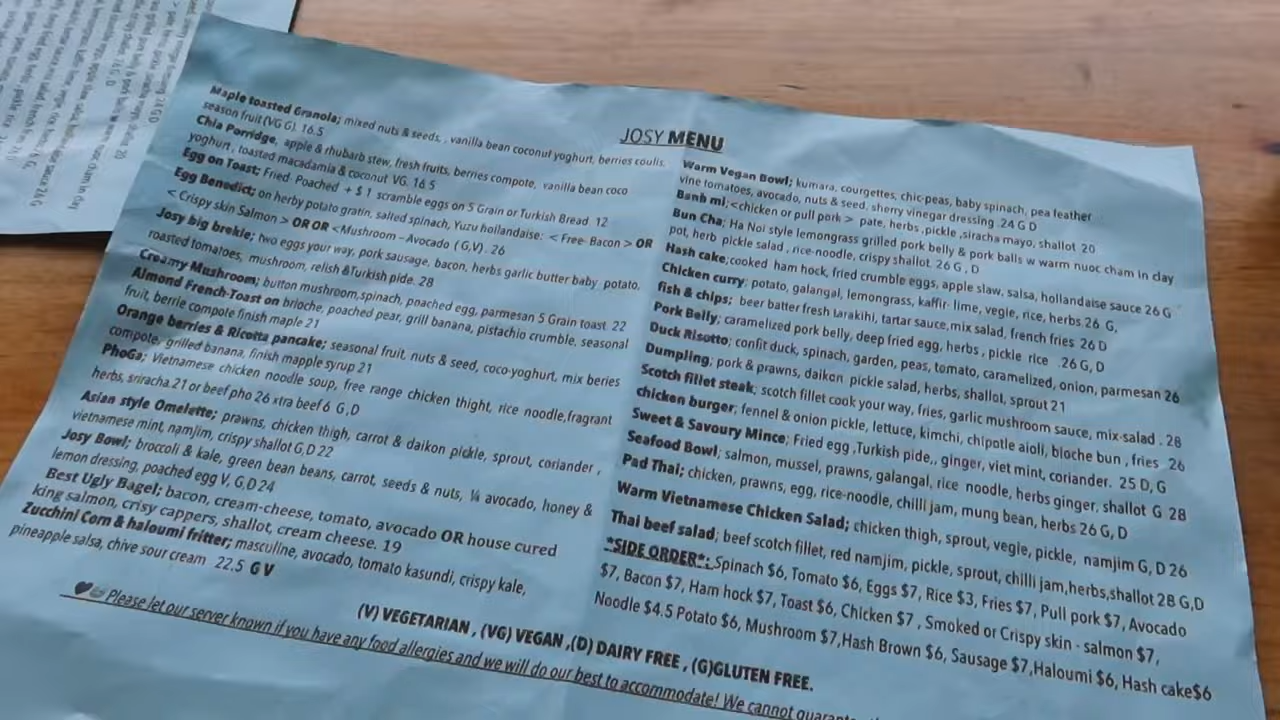 JOSY MENU
Maple toasted Granola; mixed nuts & seeds, . vanilla bean coconut yoghurt, berries coulis.
season fruit (VG G). 16.5
Chia Porridge, apple & rhubarb stew, fresh fruits, berries compote, vanilla bean coco
yoghurt , toasted macadamia & coconut VG. 16.5
Egg on Toast; Fried- Poached + $ 1 scramble eggs on 5 Grain or Turkish Bread 12
Egg Benedict; on herby potato gratin, salted spinach, Yuzu hollandaise: < Free- Bacon > OR
< Crispy skin Salmon > OR OR <Mushroom – Avocado ( G,V) . 26
Josy big brekie; two eggs your way, pork sausage, bacon, herbs garlic butter baby potato,
roasted tomatoes, mushroom, relish &Turkish pide. 28
Creamy Mushroom; button mushroom,spinach, poached egg, parmesan 5 Grain toast 22
Almond French-Toast on brioche, poached pear, grill banana, pistachio crumble, seasonal
fruit, berrie compote finish maple 21
Orange berries & Ricotta pancake; seasonal fruit, nuts & seed, coco-yoghurt, mix beries
compote, grilled banana, finish mapple syrup 21
PhoGa; Vietnamese chicken noodle soup, free range chicken thight, rice noodle,fragrant
herbs, sriracha.21 or beef pho 26 xtra beef 6 G,D
Asian style Omelette; prawns, chicken thigh, carrot & daikon pickle, sprout, coriander ,
vietnamese mint, namjim, crispy shallot G,D 22
Josy Bowl; broccoli & kale, green bean beans, carrot, seeds & nuts, ¼ avocado, honey &
lemon dressing, poached egg V, G,D 24
Best Ugly Bagel; bacon, cream-cheese, tomato, avocado OR house cured
king salmon, crisy cappers, shallot, cream cheese. 19
Zucchini Corn & haloumi fritter; masculine, avocado, tomato kasundi, crispy kale,
pineapple salsa, chive sour cream 22.5 G V
Warm Vegan Bowl; kumara, courgettes, chic-peas, baby spinach, pea feather
vine tomatoes, avocado, nuts & seed, sherry vinegar dressing .24 G D
Banh mi;<chicken or pull pork > pate, herbs ,pickle ,siracha mayo, shallot 20
Bun Cha; Ha Noi style lemongrass grilled pork belly & pork balls w warm nuoc cham in clay
pot, herb pickle salad , rice-noodle, crispy shallot. 26 G , D
Hash cake;cooked ham hock, fried crumble eggs, apple slaw, salsa, hollandaise sauce 26 G
Chicken curry; potato, galangal, lemongrass, kaffir- lime, vegie, rice, herbs 26 G,
fish & chips; beer batter fresh tarakihi, tartar sauce,mix salad, french fries 26 D
Pork Belly; caramelized pork belly, deep fried egg, herbs , pickle rice . 26 G, D
Duck Risotto; confit duck, spinach, garden, peas, tomato, caramelized, onion, parmesan 26
Dumpling; pork & prawns, daikon pickle salad, herbs, shallot, sprout 21
Scotch fillet steak; scotch fillet cook your way, fries, garlic mushroom sauce, mix-salad . 28
chicken burger; fennel & onion pickle, lettuce, kimchi, chipotle aioli, bioche bun , fries 26
Sweet & Savoury Mince; Fried egg ,Turkish pide,, ginger, viet mint, coriander. 25 D, G
Seafood Bowl; salmon, mussel, prawns, galangal, rice noodle, herbs ginger, shallot G 28
Pad Thai; chicken, prawns, egg, rice-noodle, chilli jam, mung bean, herbs 26 G, D
Warm Vietnamese Chicken Salad; chicken thigh, sprout, vegie, pickle, namjim G, D 26
Thai beef salad; beef scotch fillet, red namjim, pickle, sprout, chilli jam,herbs,shallot 28 G,D
*SIDE ORDER*: Spinach $6, Tomato $6, Eggs $7, Rice $3, Fries $7, Pull pork $7, Avocado
$7, Bacon $7, Ham hock $7, Toast $6, Chicken $7 , Smoked or Crispy skin - salmon $7,
Noodle $4.5 Potato $6, Mushroom $7,Hash Brown $6, Sausage $7,Haloumi $6, Hash cake$6
(V) VEGETARIAN , (VG) VEGAN ,(D) DAIRY FREE , (G)GLUTEN FREE.
Please let our server known if you have any food allergies and we will do our best to accommodate! We cannot